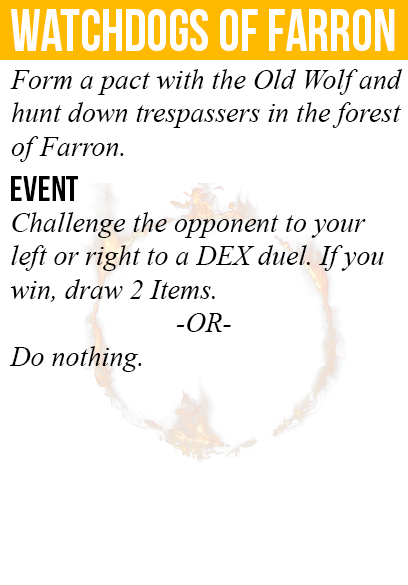 WATCHDOGS OF FARRON
Form a pact with the Old Wolf and
hunt down trespassers in the forest
of Farron.
EVENT
Challenge the opponent to your
left or right to a DEX duel. If you
win, draw 2 Items.
-OR-
Do nothing.